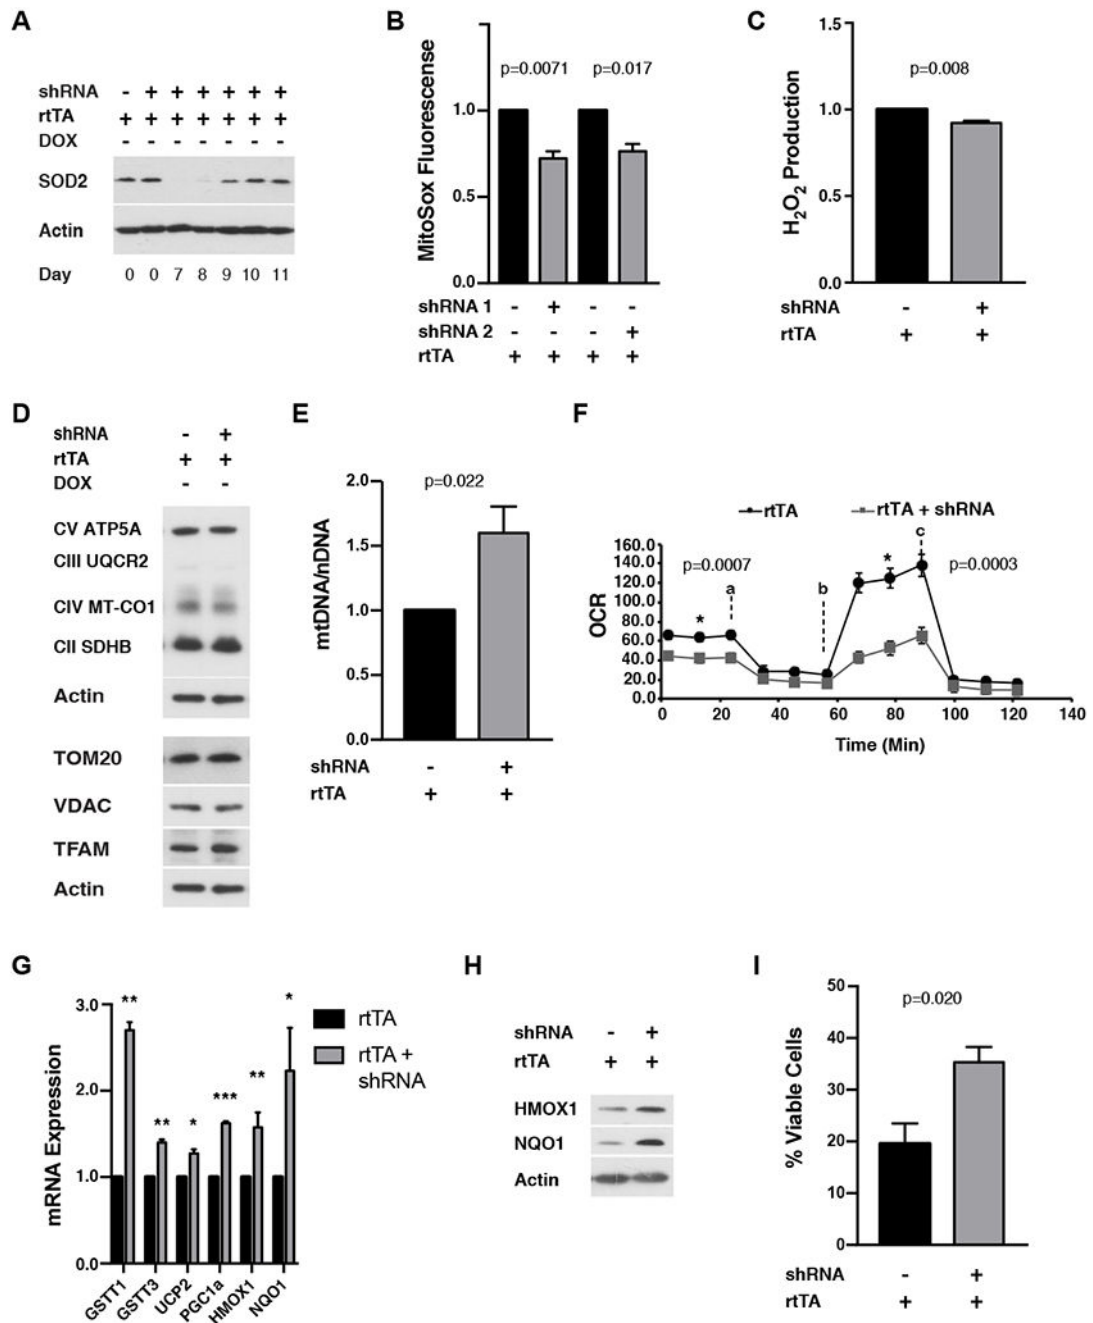 A
shRNA - + + + + + +
rtTA + + + + + + +
DOX - - - - - - -
SOD2
Actin
Day 0 0 7 8 9 10 11
B
MitoSox Fluorescense
1.0
0.5
0.0
p=0.0071 p=0.017
shRNA 1 - + - -
shRNA 2 - - - +
rtTA + + + +
C
H2O2 Production
1.5
1.0
0.5
0.0
p=0.008
shRNA - +
rtTA + +
D
shRNA - +
rtTA + +
DOX - -
CV ATP5A
CIII UQCR2
CIV MT-CO1
CII SDHB
Actin
TOM20
VDAC
TFAM
Actin
E
mtDNA/nDNA
2.0
1.5
1.0
0.5
0.0
p=0.022
shRNA - +
rtTA + +
F
rtTA rtTA + shRNA
OCR
160.0
140.0
120.0
100.0
80.0
60.0
40.0
20.0
0.0
p=0.0007 a b c p=0.0003
* *
0 20 40 60 80 100 120 140
Time (Min)
G
mRNA Expression
3.0
2.0
1.0
0.0
** ** * *** ** *
rtTA
rtTA +
shRNA
GSTT1 GSTT3 UCP2 PGC1a HMOX1 NQO1
H
shRNA - +
rtTA + +
HMOX1
NQO1
Actin
I
% Viable Cells
50
40
30
20
10
0
p=0.020
shRNA - +
rtTA + +